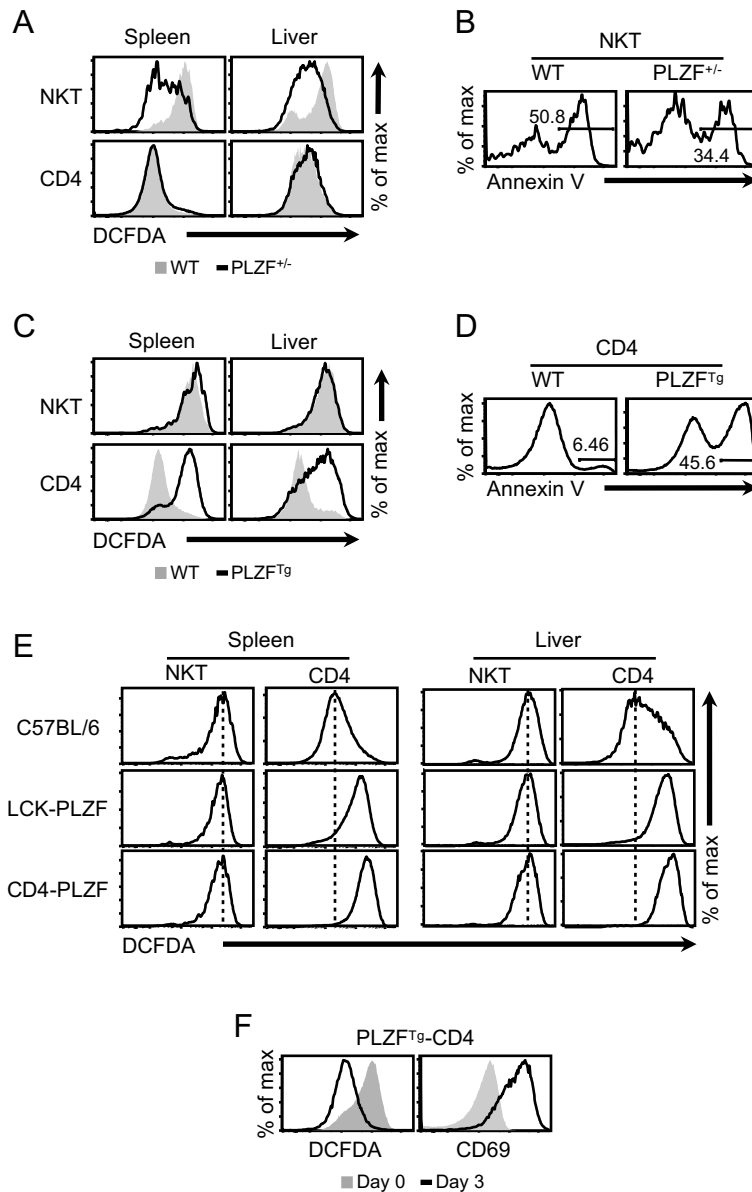 A
Spleen Liver
NKT
CD4
% of max
DCFDA
WT PLZF+/-
B
NKT
WT PLZF+/-
50.8
34.4
% of max
Annexin V
C
Spleen Liver
NKT
CD4
% of max
DCFDA
WT PLZFTg
D
CD4
WT PLZFTg
6.46
45.6
% of max
Annexin V
E
Spleen Liver
NKT CD4 NKT CD4
C57BL/6
LCK-PLZF
CD4-PLZF
% of max
DCFDA
F
PLZFTg-CD4
% of max
DCFDA CD69
Day 0 Day 3